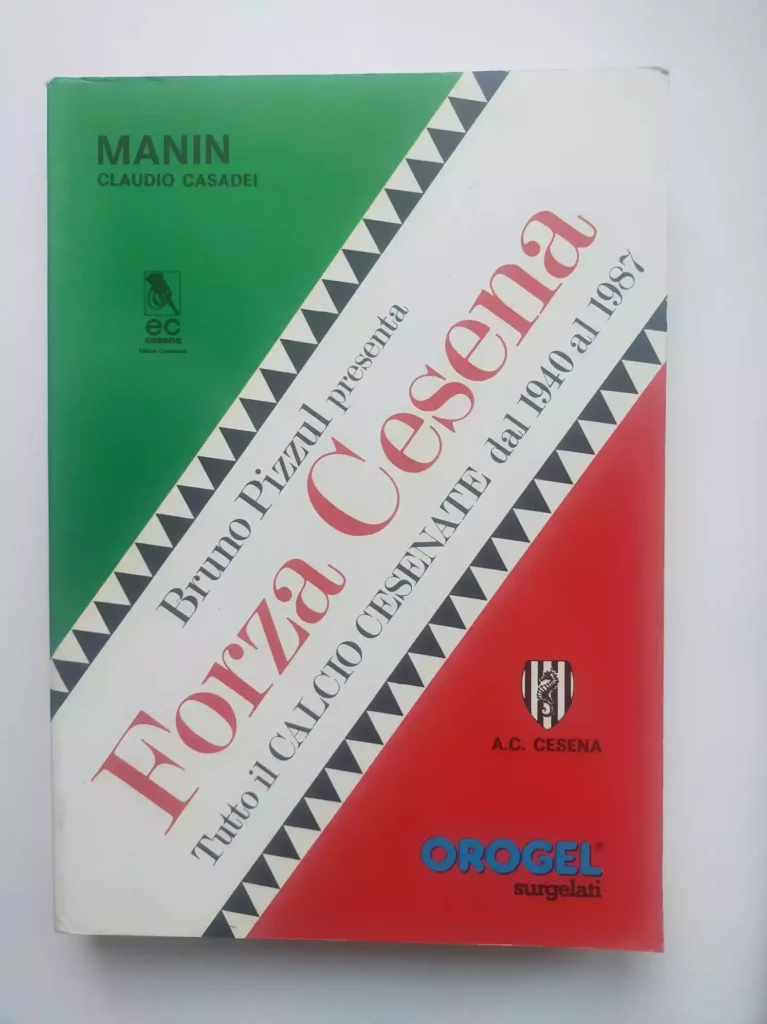 MANIN
CLAUDIO CASADEI
ec
cesena
Bruno Pizzul presenta
Forza Cesena
Tutto il CALCIO CESENATE dal 1940 al 1987
A.C. CESENA
OROGEL®
surgelati